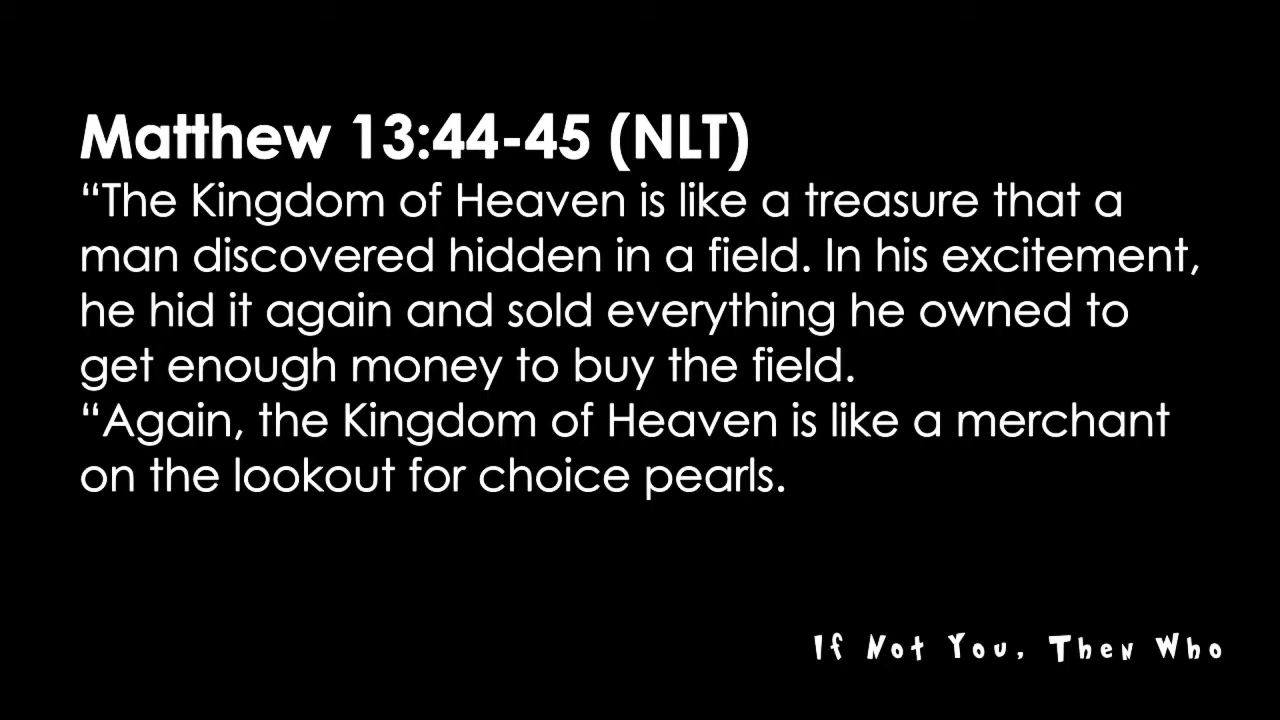 Matthew 13:44-45 (NLT)
“The Kingdom of Heaven is like a treasure that a
man discovered hidden in a field. In his excitement,
he hid it again and sold everything he owned to
get enough money to buy the field.
“Again, the Kingdom of Heaven is like a merchant
on the lookout for choice pearls.
If Not You, Then Who